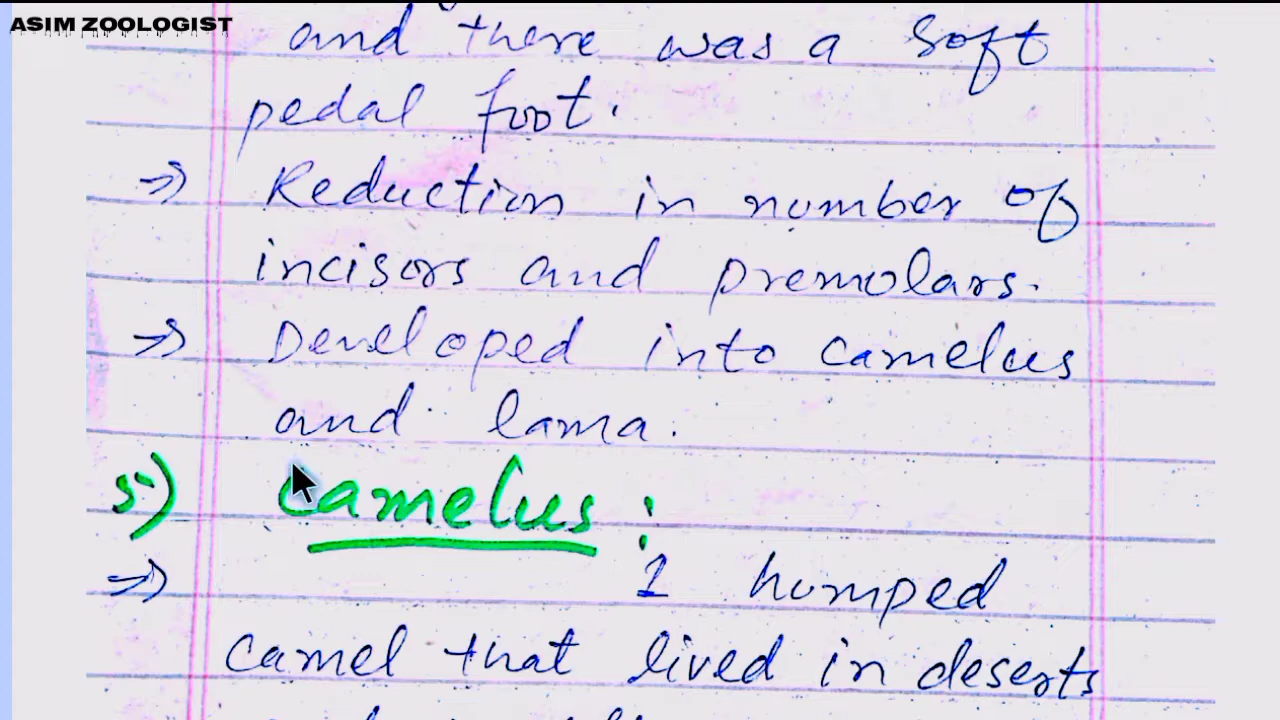 ASIM ZOOLOGIST
and there was a soft
pedal foot.
=> Reduction in number of
incisors and premolars.
=> Developed into camelus
and lama.
5) Camelus :
=> 1 humped
camel that lived in deserts